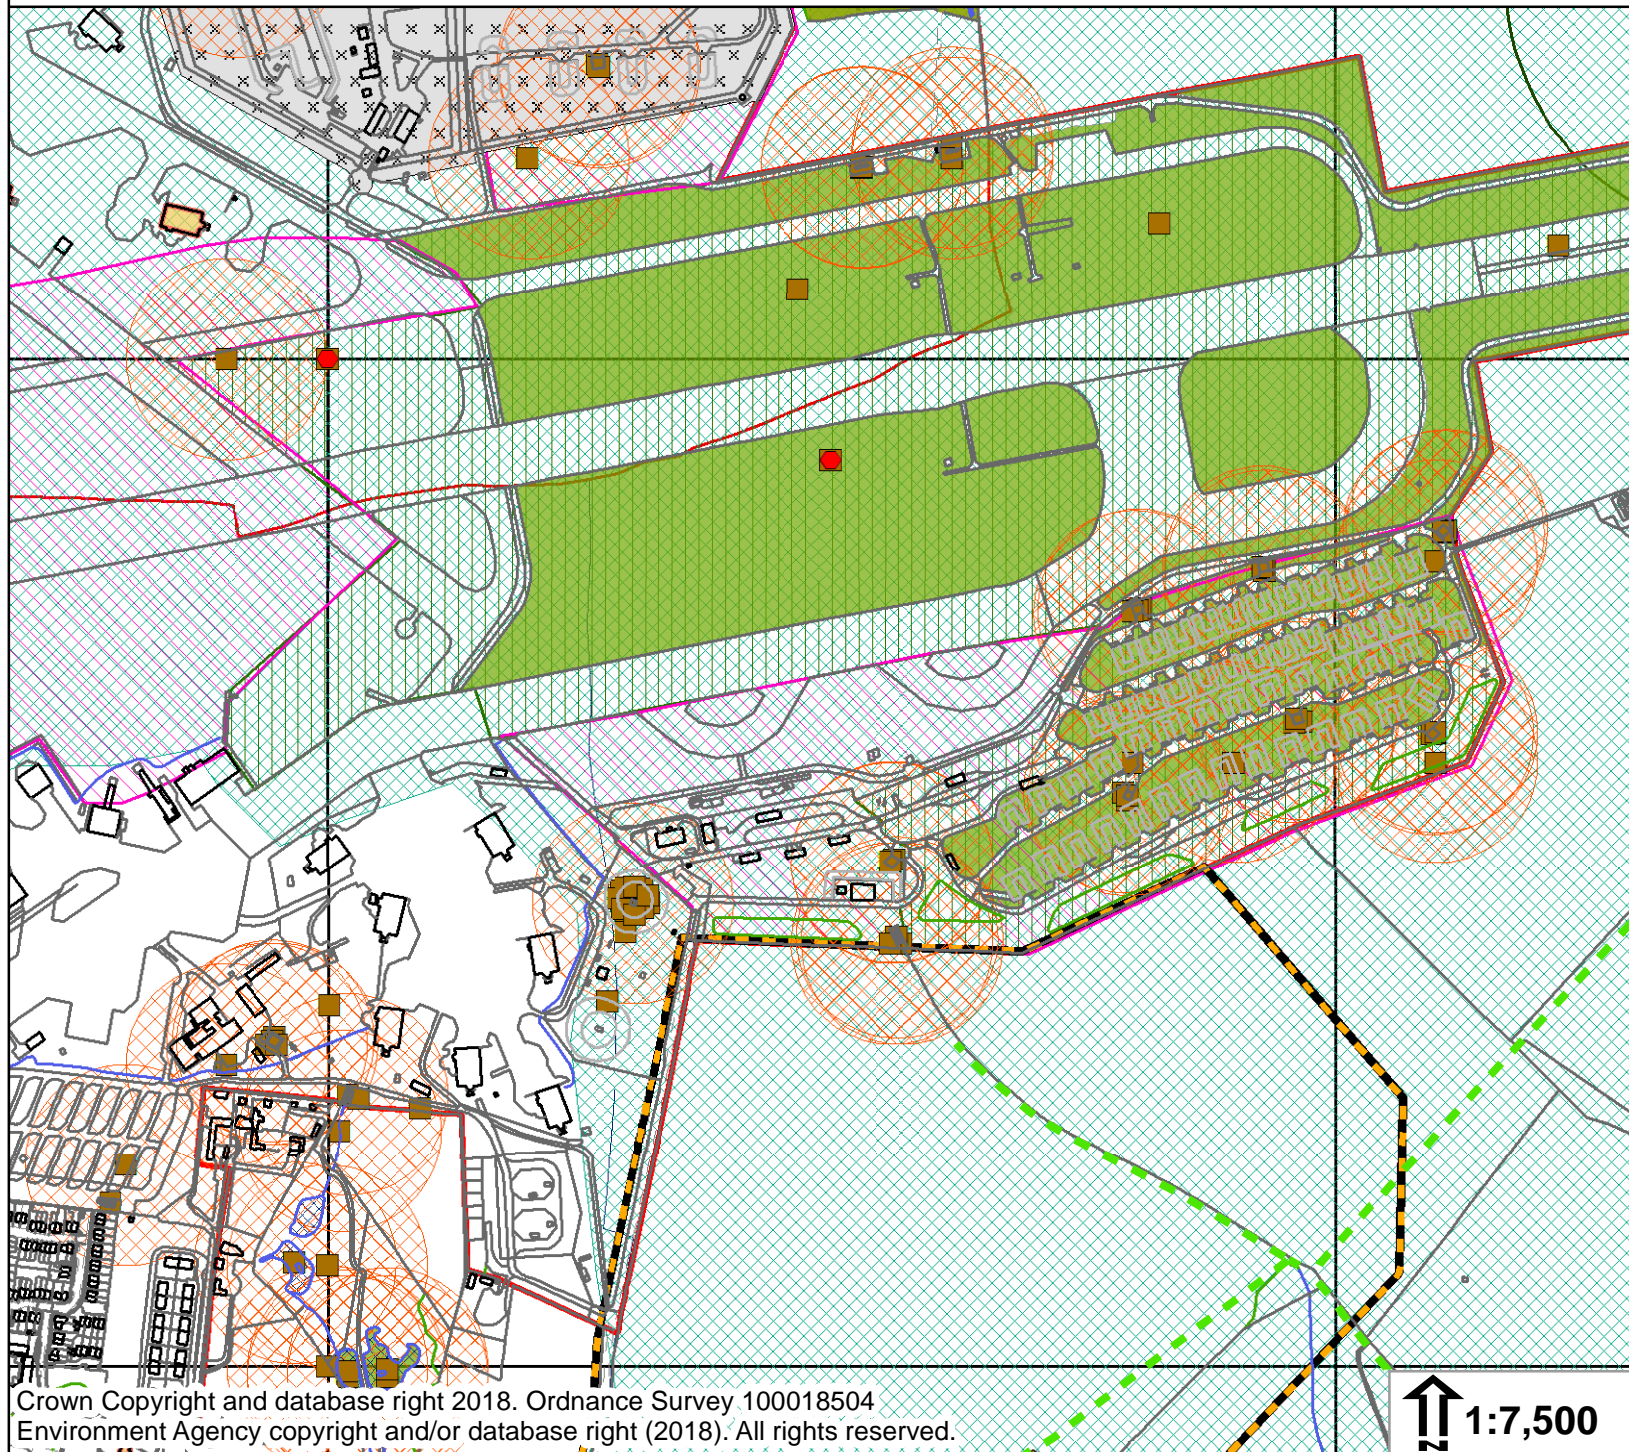 Crown Copyright and database right 2018. Ordnance Survey 100018504
Environment Agency copyright and/or database right (2018). All rights reserved.
1:7,500
N